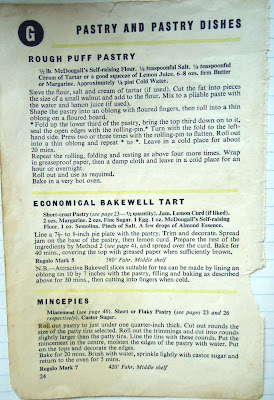 G
PASTRY AND PASTRY DISHES
ROUGH PUFF PASTRY
½ lb. McDougall's Self-raising Flour. ¼ teaspoonful Salt. ½ teaspoonful
Cream of Tartar or a good squeeze of Lemon Juice. 6-8 ozs. firm Butter
or Margarine. Approximately ¼ pint Cold Water.
Sieve the flour, salt and cream of tartar (if used). Cut the fat into pieces
the size of a small walnut and add to the flour. Mix to a pliable paste with
the water and lemon juice (if used).
Shape the pastry into an oblong with floured fingers, then roll into a thin
oblong on a floured board.
* Fold up the lower third of the pastry, bring the top third down on to it,
seal the open edges with the rolling-pin.* Turn with the fold to the left-
hand side. Press two or three times with the rolling-pin to flatten. Roll out
into a thin oblong and repeat * to *. Leave in a cold place for about
20 mins.
Repeat the rolling, folding and resting as above four more times. Wrap
in greaseproof paper, then a damp cloth and leave in a cold place for an
hour or overnight.
Roll out and use as required.
Bake in a very hot oven.
ECONOMICAL BAKEWELL TART
Short-crust Pastry (see page 23—½ quantity). Jam. Lemon Curd (if liked).
2 ozs. Margarine. 2 ozs. Fine Sugar. 1 Egg. 1 oz. McDougall's Self-raising
Flour. 1 oz. Semolina. Pinch of Salt. A few drops of Almond Essence.
Line a 7½- to 8-inch pie plate with the pastry. Trim and decorate. Spread
jam on the base of the pastry, then lemon curd. Prepare the rest of the
ingredients by Method 2 (see page 4), and spread over the curd. Bake for
40 mins., covering the top with greased paper when sufficiently brown.
Regulo Mark 5 380° Fahr. Middle shelf
N.B.—Attractive Bakewell slices suitable for tea can be made by lining an
oblong tin 10 by 7 inches with the pastry, filling and baking as described
above for 30 mins., then cutting into fingers when cold.
MINCEPIES
Mincemeat (see page 46). Short or Flaky Pastry (see pages 23 and 26
respectively). Castor Sugar.
Roll out pastry to just under one quarter-inch thick. Cut out rounds
the size of the patty tins selected. Roll out the trimmings and cut into rounds
slightly larger than the patty tins. Line the tins with these rounds. Put the
mincemeat in the centre, moisten the edges of the pastry with water. Put
on the tops and decorate the edges.
Bake for 20 mins. Brush with water, sprinkle lightly with castor sugar and
return to the oven for 5 mins.
Regulo Mark 7 420° Fahr. Middle shelf
24